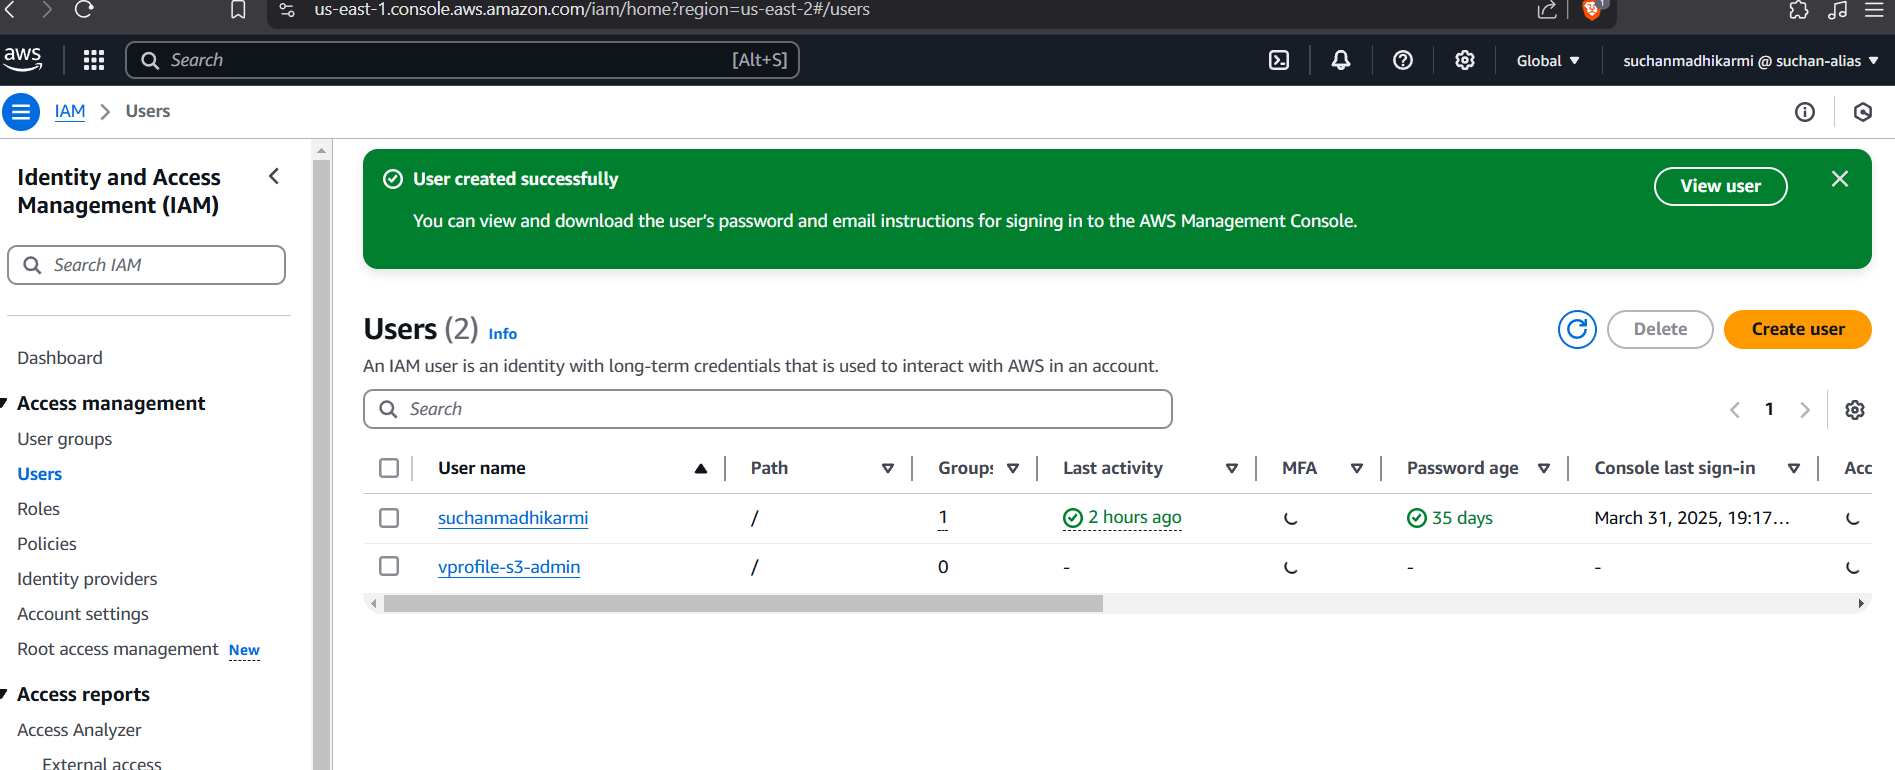 us-east-1.console.aws.amazon.com/iam/home?region=us-east-2#/users
1
aws
Search
[Alt+S]
Global
suchanmadhikarmi @ suchan-alias
IAM
Users
Identity and Access
Management (IAM)
Search IAM
Dashboard
Access management
User groups
Users
Roles
Policies
Identity providers
Account settings
Root access management New
Access reports
Access Analyzer
External access
User created successfully
You can view and download the user's password and email instructions for signing in to the AWS Management Console.
View user
Users (2) Info
An IAM user is an identity with long-term credentials that is used to interact with AWS in an account.
Delete
Create user
Search
1
User name Path Groups Last activity MFA Password age Console last sign-in Acc
suchanmadhikarmi / 1 2 hours ago 35 days March 31, 2025, 19:17...
vprofile-s3-admin / 0 - - -